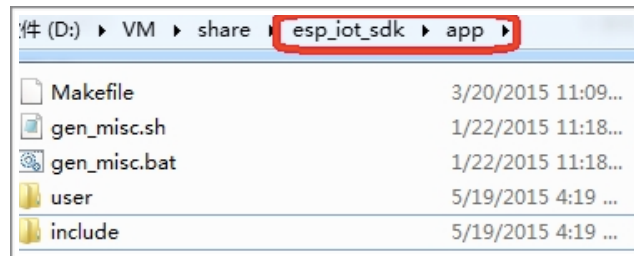 件 (D:) ▸ VM ▸ share ▸ esp_iot_sdk ▸ app ▸
Makefile 3/20/2015 11:09...
gen_misc.sh 1/22/2015 11:18...
gen_misc.bat 1/22/2015 11:18...
user 5/19/2015 4:19 ...
include 5/19/2015 4:19 ...